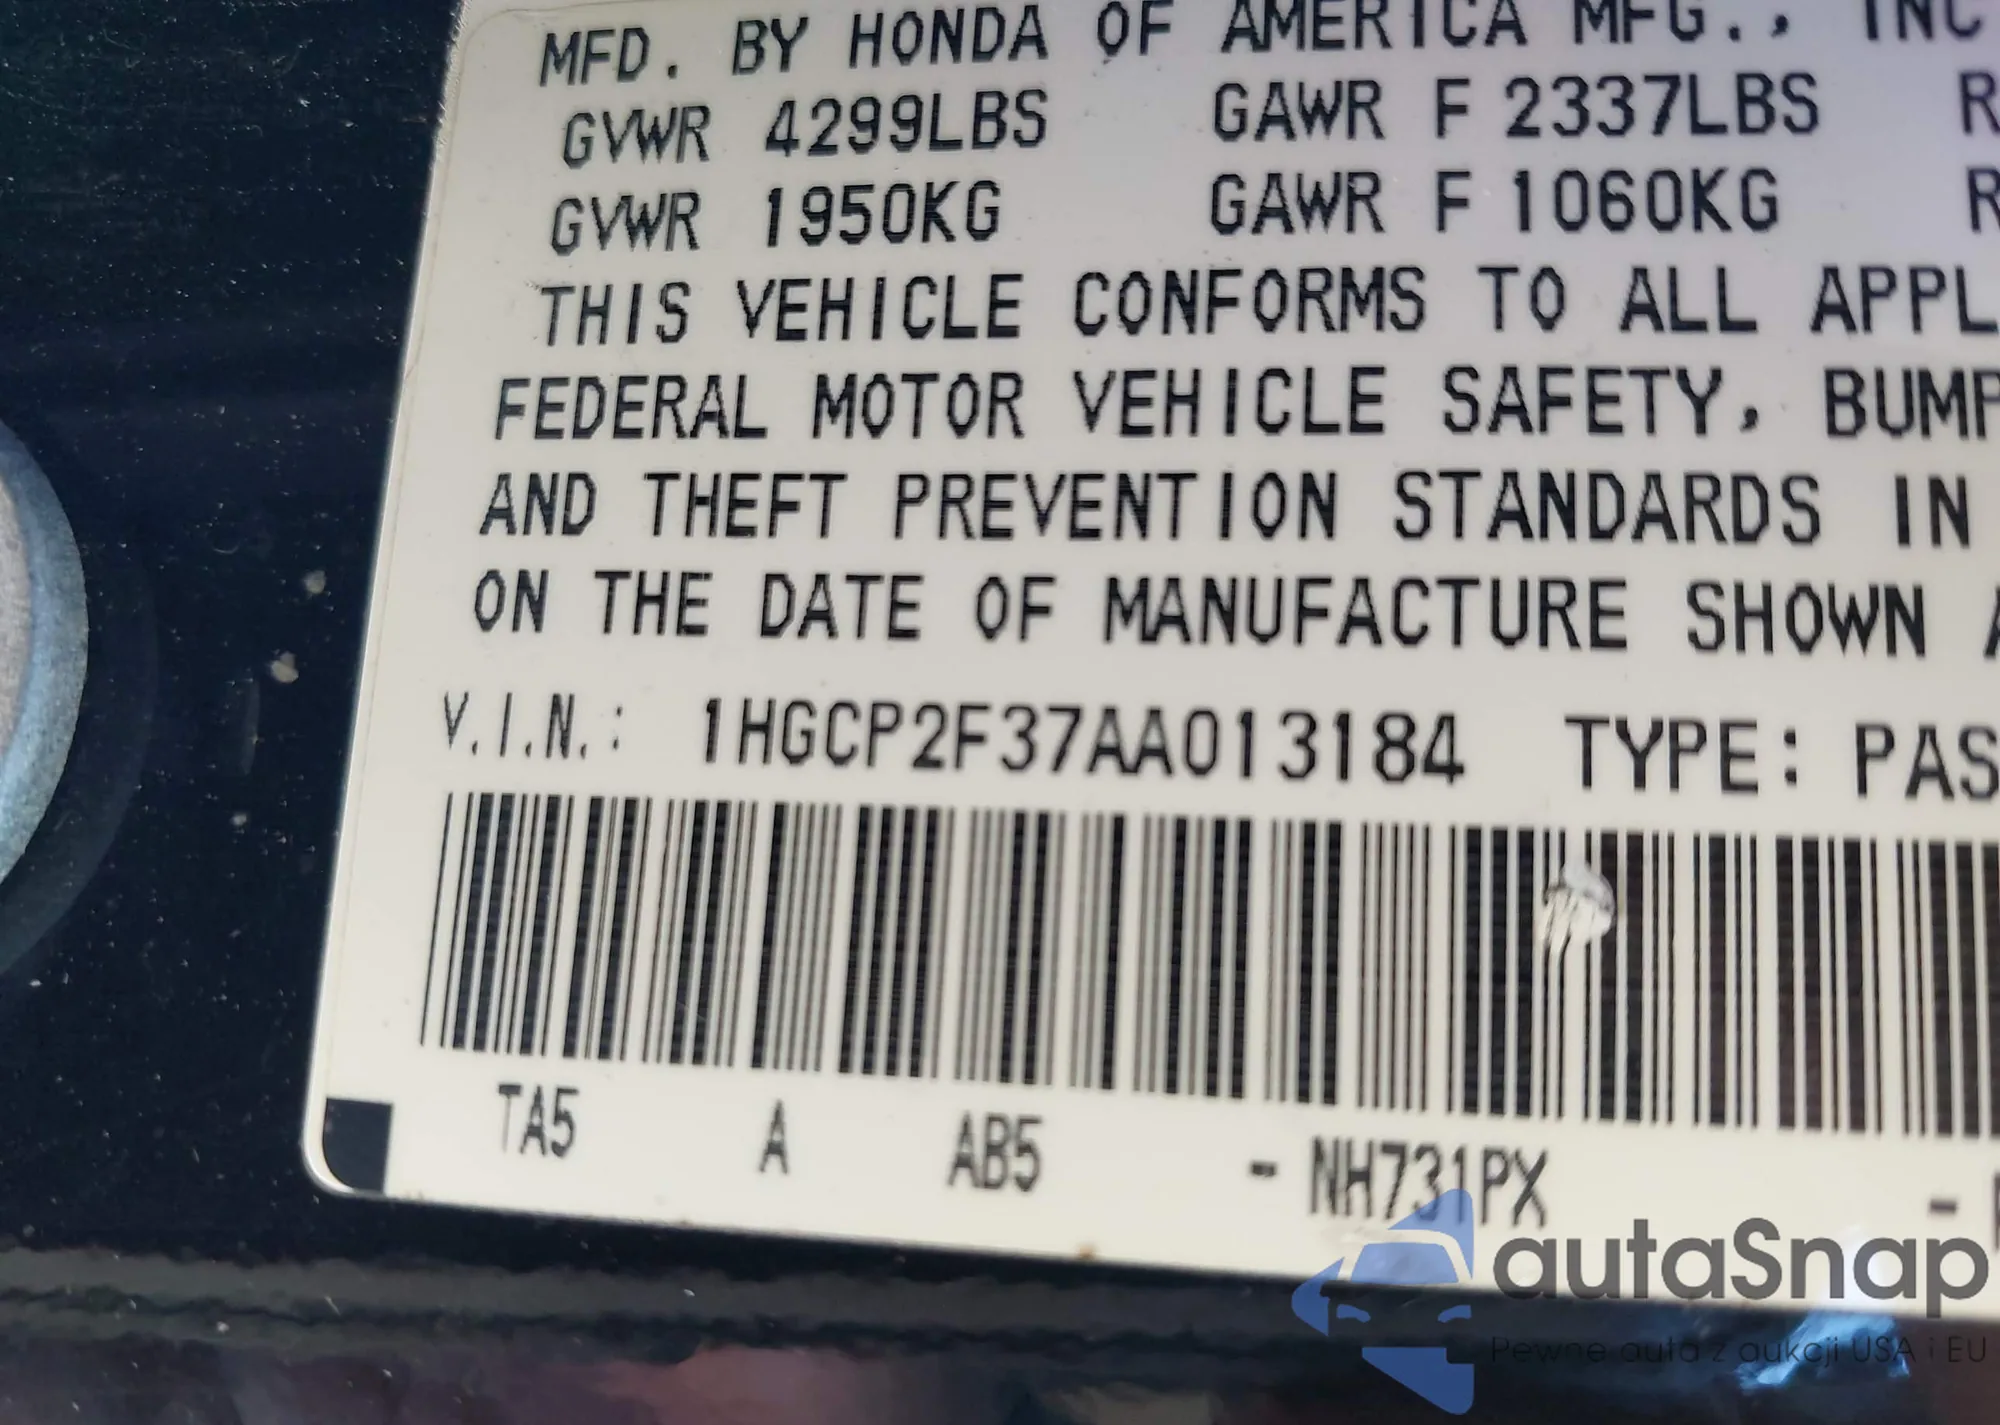 MFD. BY HONDA OF AMERICA MFG., INC
GVWR 4299LBS GAWR F 2337LBS R
GVWR 1950KG GAWR F 1060KG R
THIS VEHICLE CONFORMS TO ALL APPL
FEDERAL MOTOR VEHICLE SAFETY, BUMP
AND THEFT PREVENTION STANDARDS IN
ON THE DATE OF MANUFACTURE SHOWN A
V.I.N.: 1HGCP2F37AA013184 TYPE: PAS
TA5 A AB5 - NH731PX -
autaSnap
Pewne auta z aukcji USA i EU